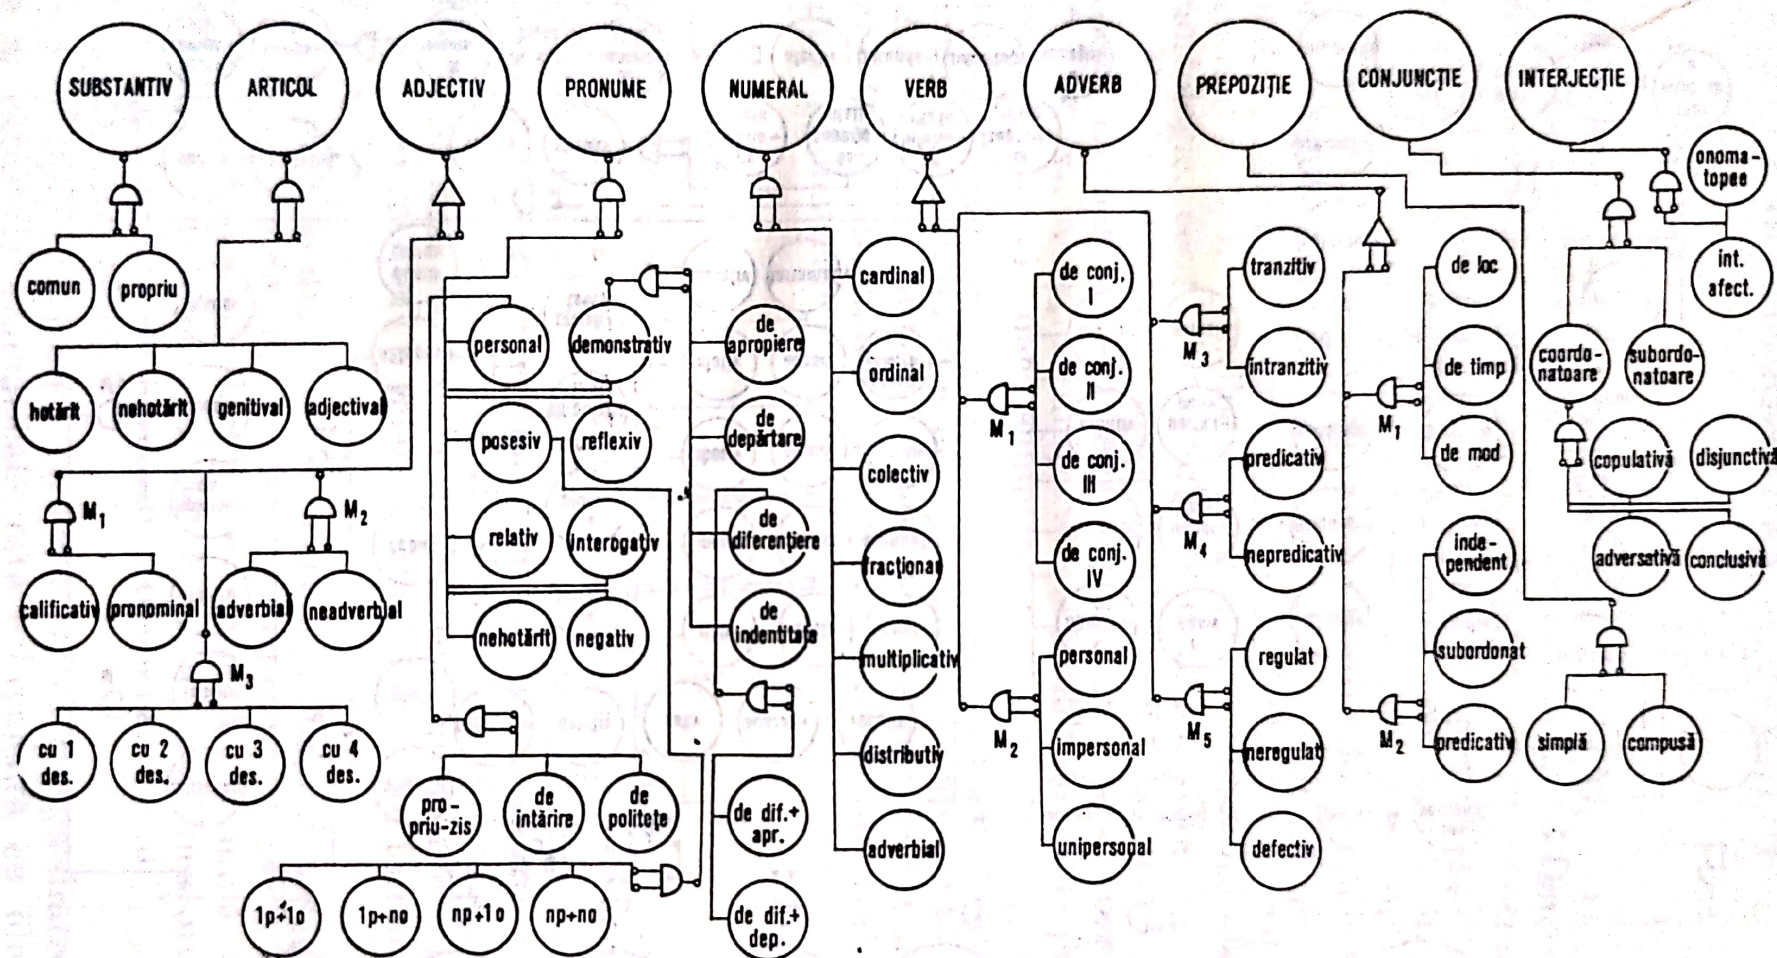 SUBSTANTIV
ARTICOL
ADJECTIV
PRONUME
NUMERAL
VERB
ADVERB
PREPOZIȚIE
CONJUNCȚIE
INTERJECȚIE
onoma-
topee
int.
afect.
comun
propriu
hotărît
nehotărît
genitival
adjectival
M1
M2
calificativ
pronominal
adverbial
neadverbial
M3
cu 1
des.
cu 2
des.
cu 3
des.
cu 4
des.
personal
demonstrativ
posesiv
reflexiv
relativ
interogativ
nehotărît
negativ
pro-
priu-zis
de
intărire
de
politețe
1p+1o
1p+no
np+1o
np+no
de
apropiere
de
depărtare
de
diferențiere
de
indentitate
de dif.+
apr.
de dif.+
dep.
cardinal
ordinal
colectiv
fracționar
multiplicativ
distributiv
adverbial
M1
de conj.
I
de conj.
II
de conj.
III
de conj.
IV
M2
personal
impersonal
unipersonal
M3
tranzitiv
intranzitiv
M4
predicativ
nepredicativ
M5
regulat
neregulat
defectiv
M1
de loc
de timp
de mod
M2
inde-
pendent
subordonat
predicativ
coordo-
natoare
subordo-
natoare
copulativă
disjunctivă
adversativă
conclusivă
simplă
compusă